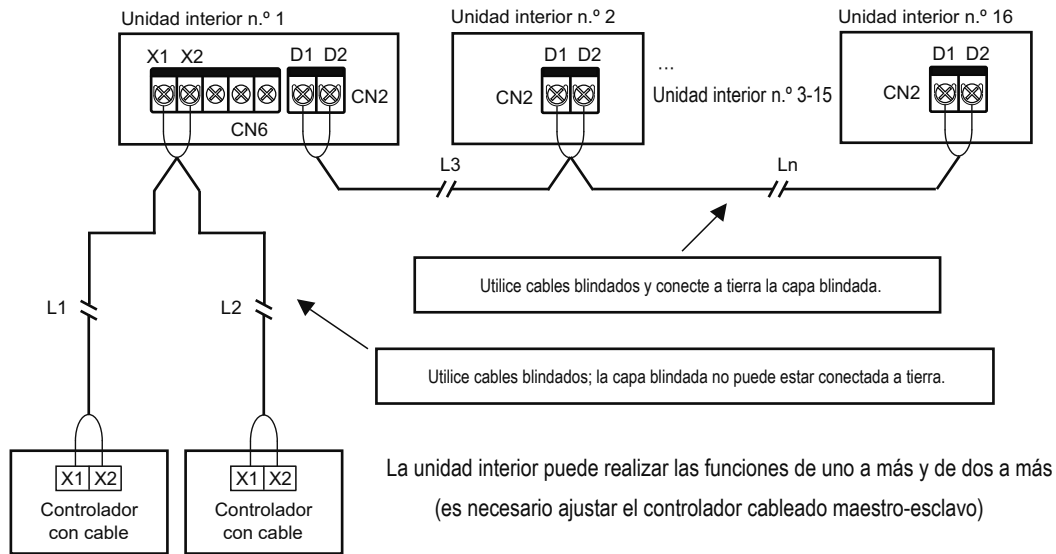 Unidad interior n.º 1
Unidad interior n.º 2
Unidad interior n.º 16
X1 X2
D1 D2
CN2
CN6
D1 D2
CN2
...
Unidad interior n.º 3-15
D1 D2
CN2
L3
Ln
Utilice cables blindados y conecte a tierra la capa blindada.
L1
L2
Utilice cables blindados; la capa blindada no puede estar conectada a tierra.
X1 X2
Controlador
con cable
X1 X2
Controlador
con cable
La unidad interior puede realizar las funciones de uno a más y de dos a más
(es necesario ajustar el controlador cableado maestro-esclavo)